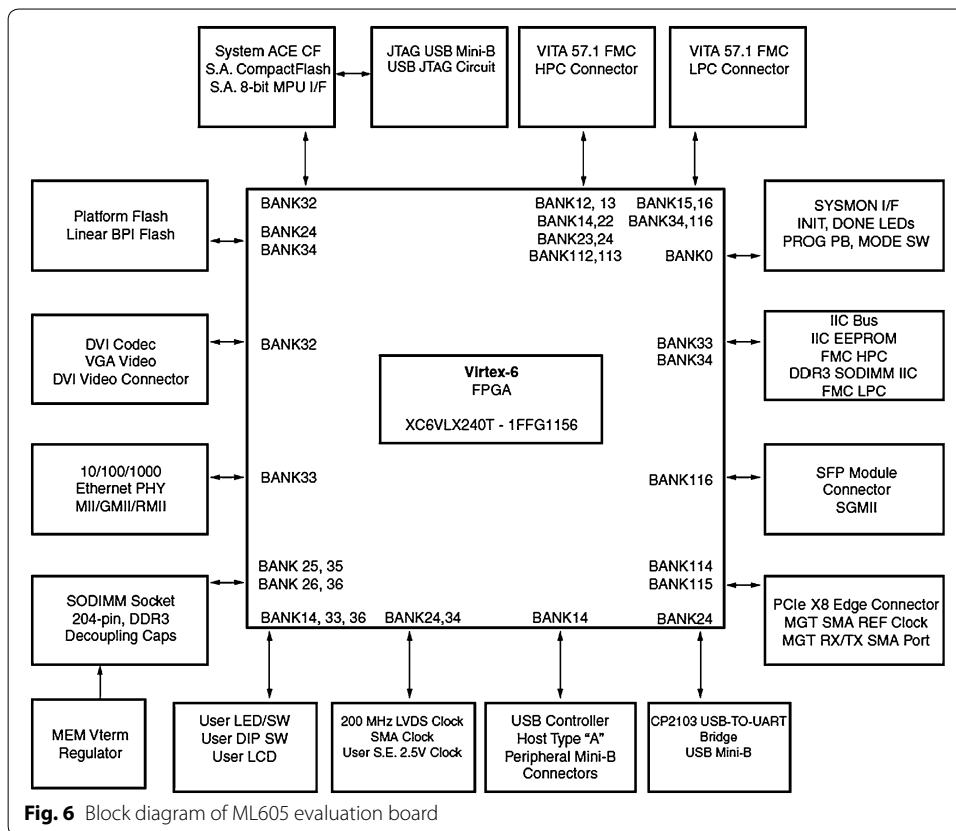 System ACE CF
S.A. CompactFlash
S.A. 8-bit MPU I/F
JTAG USB Mini-B
USB JTAG Circuit
VITA 57.1 FMC
HPC Connector
VITA 57.1 FMC
LPC Connector
Platform Flash
Linear BPI Flash
DVI Codec
VGA Video
DVI Video Connector
10/100/1000
Ethernet PHY
MII/GMII/RMII
SODIMM Socket
204-pin, DDR3
Decoupling Caps
MEM Vterm
Regulator
BANK32
BANK24
BANK34
BANK32
BANK33
BANK 25, 35
BANK 26, 36
BANK14, 33, 36
BANK24,34
BANK14
BANK24
BANK12, 13
BANK14,22
BANK23,24
BANK112,113
BANK15,16
BANK34,116
BANK0
BANK33
BANK34
BANK116
BANK114
BANK115
Virtex-6
FPGA
XC6VLX240T - 1FFG1156
SYSMON I/F
INIT, DONE LEDs
PROG PB, MODE SW
IIC Bus
IIC EEPROM
FMC HPC
DDR3 SODIMM IIC
FMC LPC
SFP Module
Connector
SGMII
PCIe X8 Edge Connector
MGT SMA REF Clock
MGT RX/TX SMA Port
User LED/SW
User DIP SW
User LCD
200 MHz LVDS Clock
SMA Clock
User S.E. 2.5V Clock
USB Controller
Host Type “A”
Peripheral Mini-B
Connectors
CP2103 USB-TO-UART
Bridge
USB Mini-B
Fig. 6 Block diagram of ML605 evaluation board